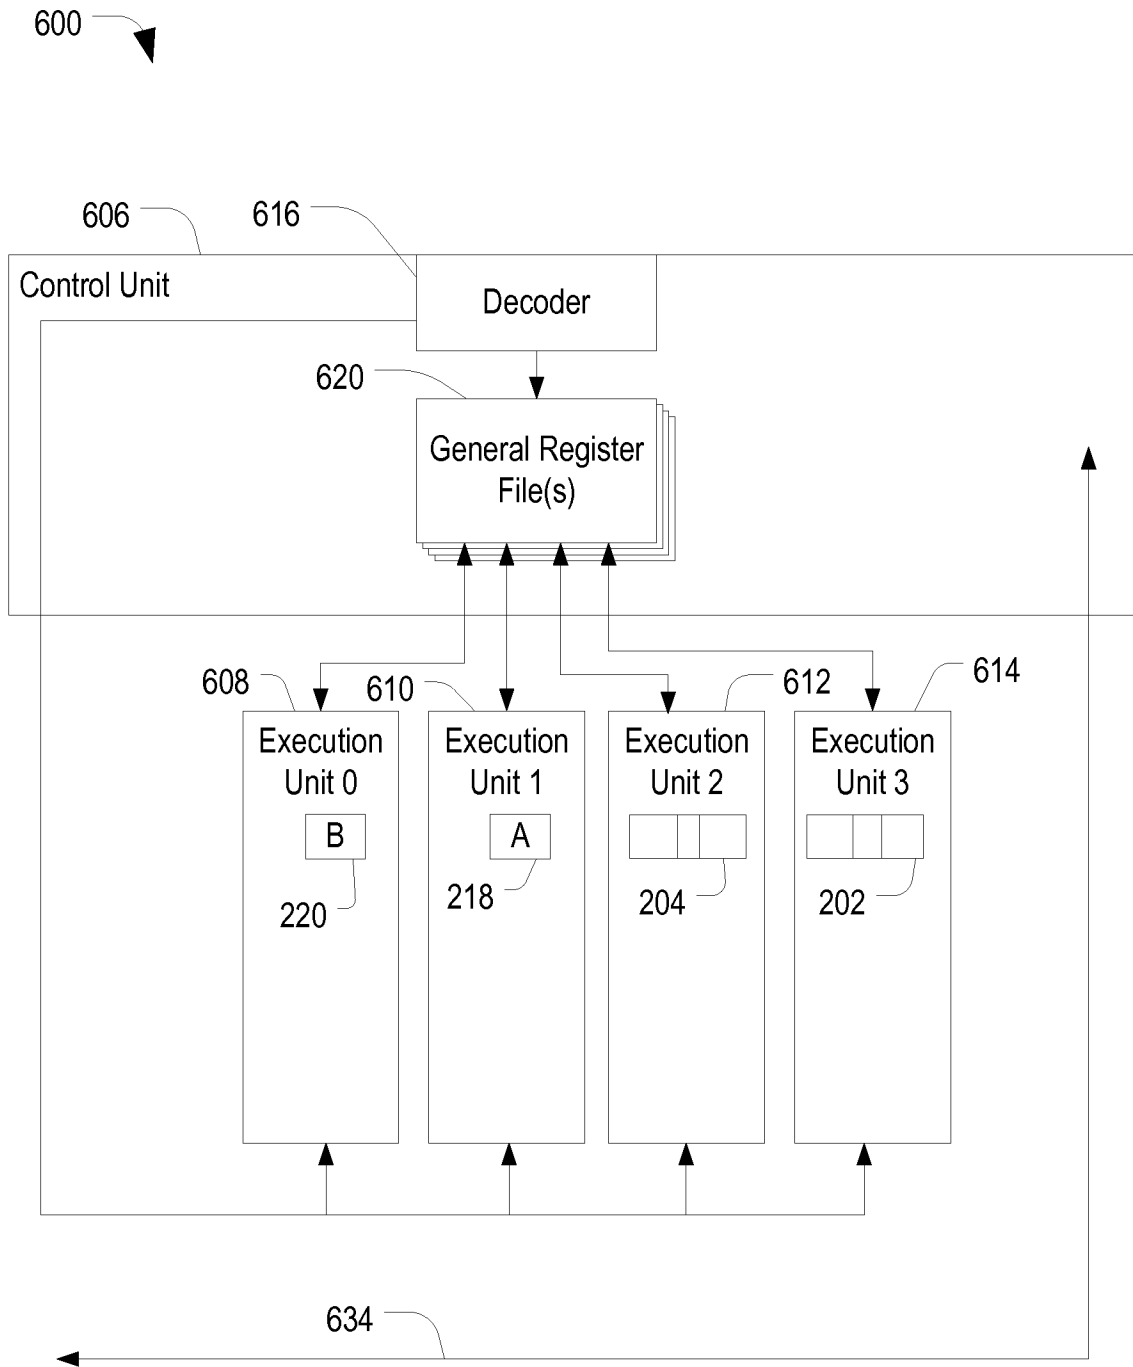 600
606
616
Control Unit
Decoder
620
General Register
File(s)
608
610
612
614
Execution
Unit 0
Execution
Unit 1
Execution
Unit 2
Execution
Unit 3
B
A
220
218
204
202
634